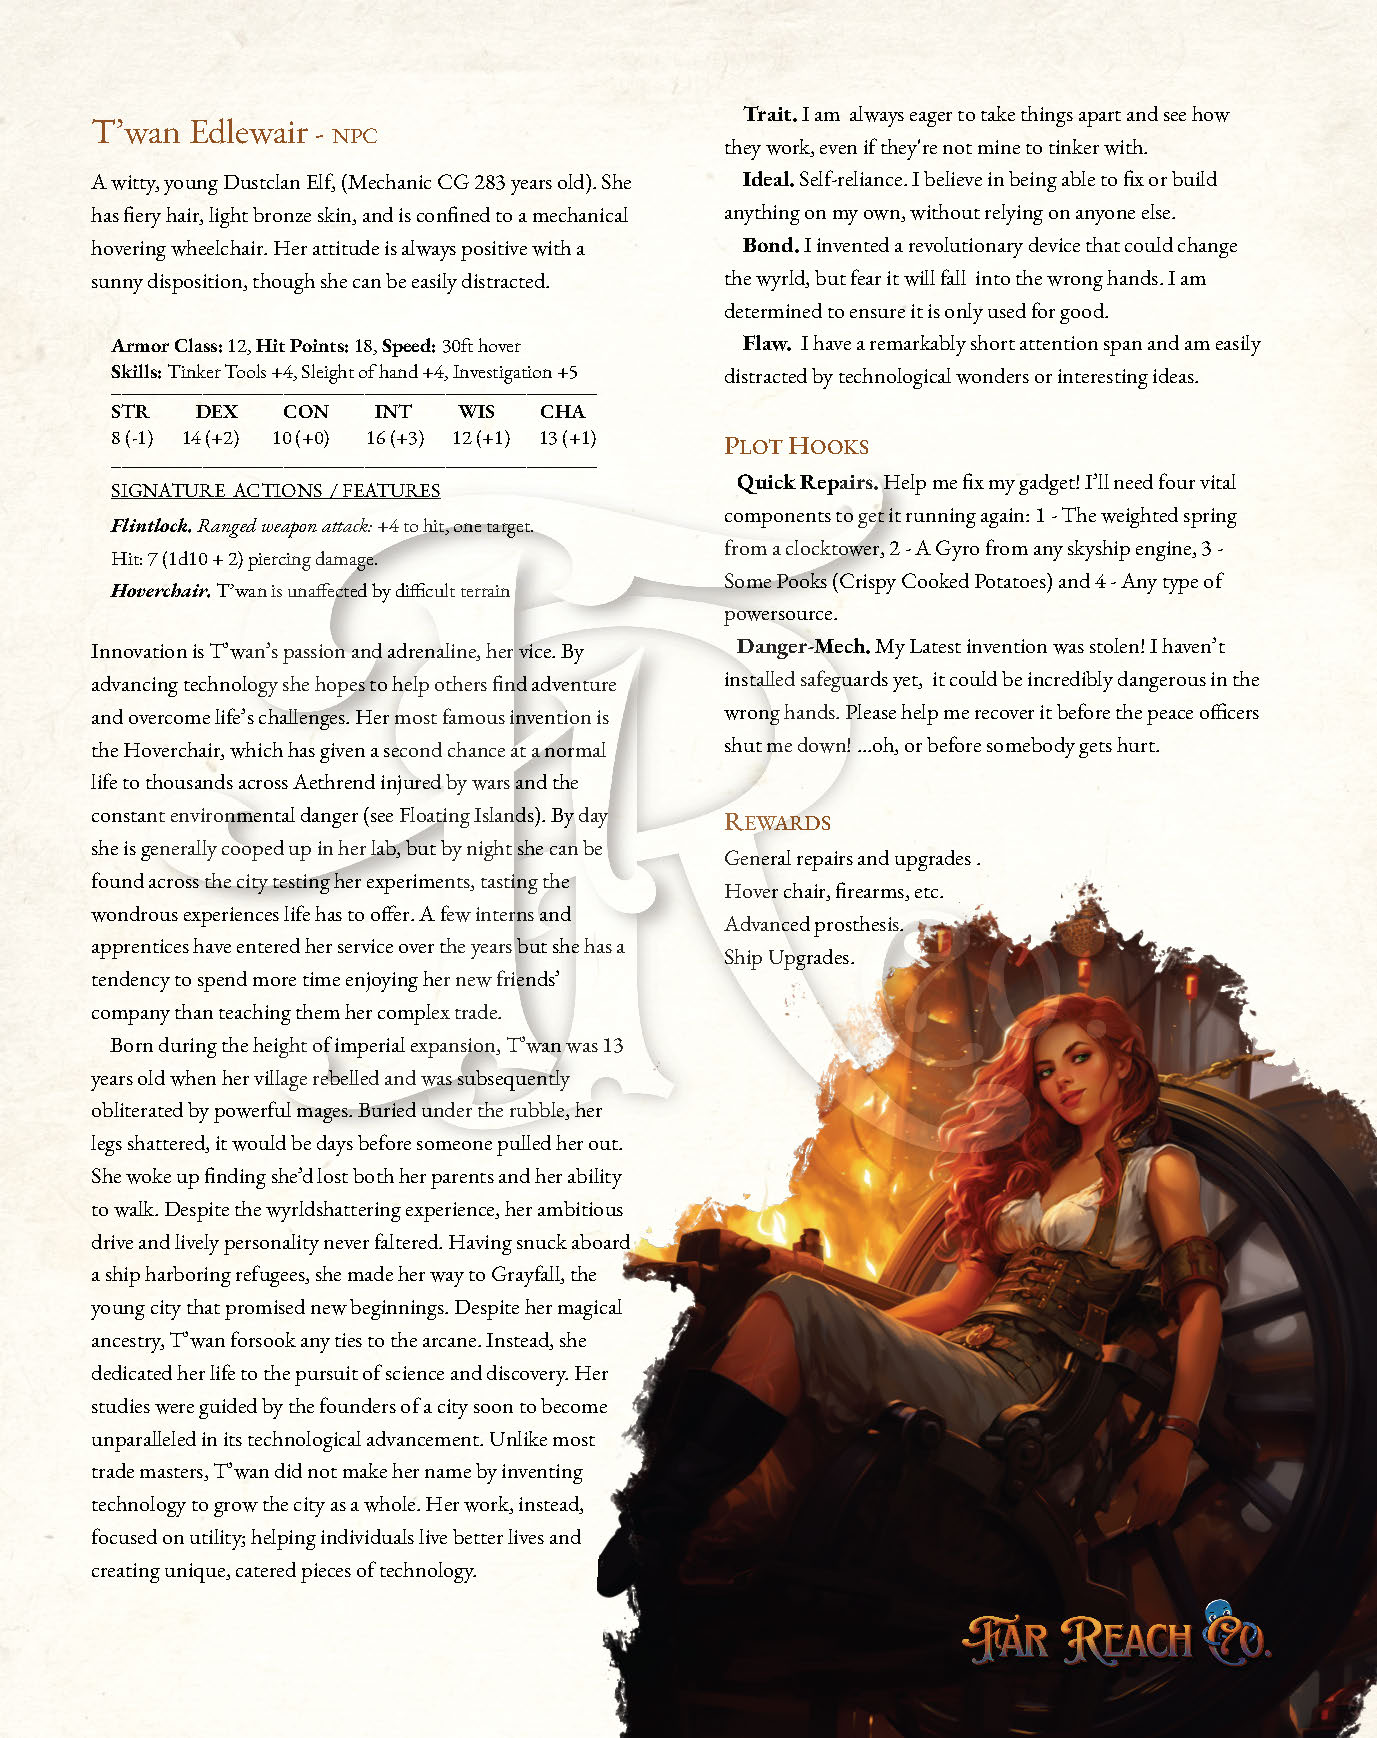 T'wan Edlewair - NPC
A witty, young Dustclan Elf, (Mechanic CG 283 years old). She
has fiery hair, light bronze skin, and is confined to a mechanical
hovering wheelchair. Her attitude is always positive with a
sunny disposition, though she can be easily distracted.
Armor Class: 12, Hit Points: 18, Speed: 30ft hover
Skills: Tinker Tools +4, Sleight of hand +4, Investigation +5
STR DEX CON INT WIS CHA
8 (-1) 14 (+2) 10 (+0) 16 (+3) 12 (+1) 13 (+1)
SIGNATURE ACTIONS / FEATURES
Flintlock. Ranged weapon attack: +4 to hit, one target.
Hit: 7 (1d10 + 2) piercing damage.
Hoverchair. T'wan is unaffected by difficult terrain
Innovation is T'wan's passion and adrenaline, her vice. By
advancing technology she hopes to help others find adventure
and overcome life's challenges. Her most famous invention is
the Hoverchair, which has given a second chance at a normal
life to thousands across Aethrend injured by wars and the
constant environmental danger (see Floating Islands). By day
she is generally cooped up in her lab, but by night she can be
found across the city testing her experiments, tasting the
wondrous experiences life has to offer. A few interns and
apprentices have entered her service over the years but she has a
tendency to spend more time enjoying her new friends'
company than teaching them her complex trade.
Born during the height of imperial expansion, T'wan was 13
years old when her village rebelled and was subsequently
obliterated by powerful mages. Buried under the rubble, her
legs shattered, it would be days before someone pulled her out.
She woke up finding she'd lost both her parents and her ability
to walk. Despite the wyrldshattering experience, her ambitious
drive and lively personality never faltered. Having snuck aboard
a ship harboring refugees, she made her way to Grayfall, the
young city that promised new beginnings. Despite her magical
ancestry, T'wan forsook any ties to the arcane. Instead, she
dedicated her life to the pursuit of science and discovery. Her
studies were guided by the founders of a city soon to become
unparalleled in its technological advancement. Unlike most
trade masters, T'wan did not make her name by inventing
technology to grow the city as a whole. Her work, instead,
focused on utility; helping individuals live better lives and
creating unique, catered pieces of technology.
Trait. I am always eager to take things apart and see how
they work, even if they're not mine to tinker with.
Ideal. Self-reliance. I believe in being able to fix or build
anything on my own, without relying on anyone else.
Bond. I invented a revolutionary device that could change
the wyrld, but fear it will fall into the wrong hands. I am
determined to ensure it is only used for good.
Flaw. I have a remarkably short attention span and am easily
distracted by technological wonders or interesting ideas.
PLOT HOOKS
Quick Repairs. Help me fix my gadget! I'll need four vital
components to get it running again: 1 - The weighted spring
from a clocktower, 2 - A Gyro from any skyship engine, 3 -
Some Pooks (Crispy Cooked Potatoes) and 4 - Any type of
powersource.
Danger-Mech. My Latest invention was stolen! I haven't
installed safeguards yet, it could be incredibly dangerous in the
wrong hands. Please help me recover it before the peace officers
shut me down! ...oh, or before somebody gets hurt.
REWARDS
General repairs and upgrades .
Hover chair, firearms, etc.
Advanced prosthesis.
Ship Upgrades.
FR Co.
FAR REACH CO.